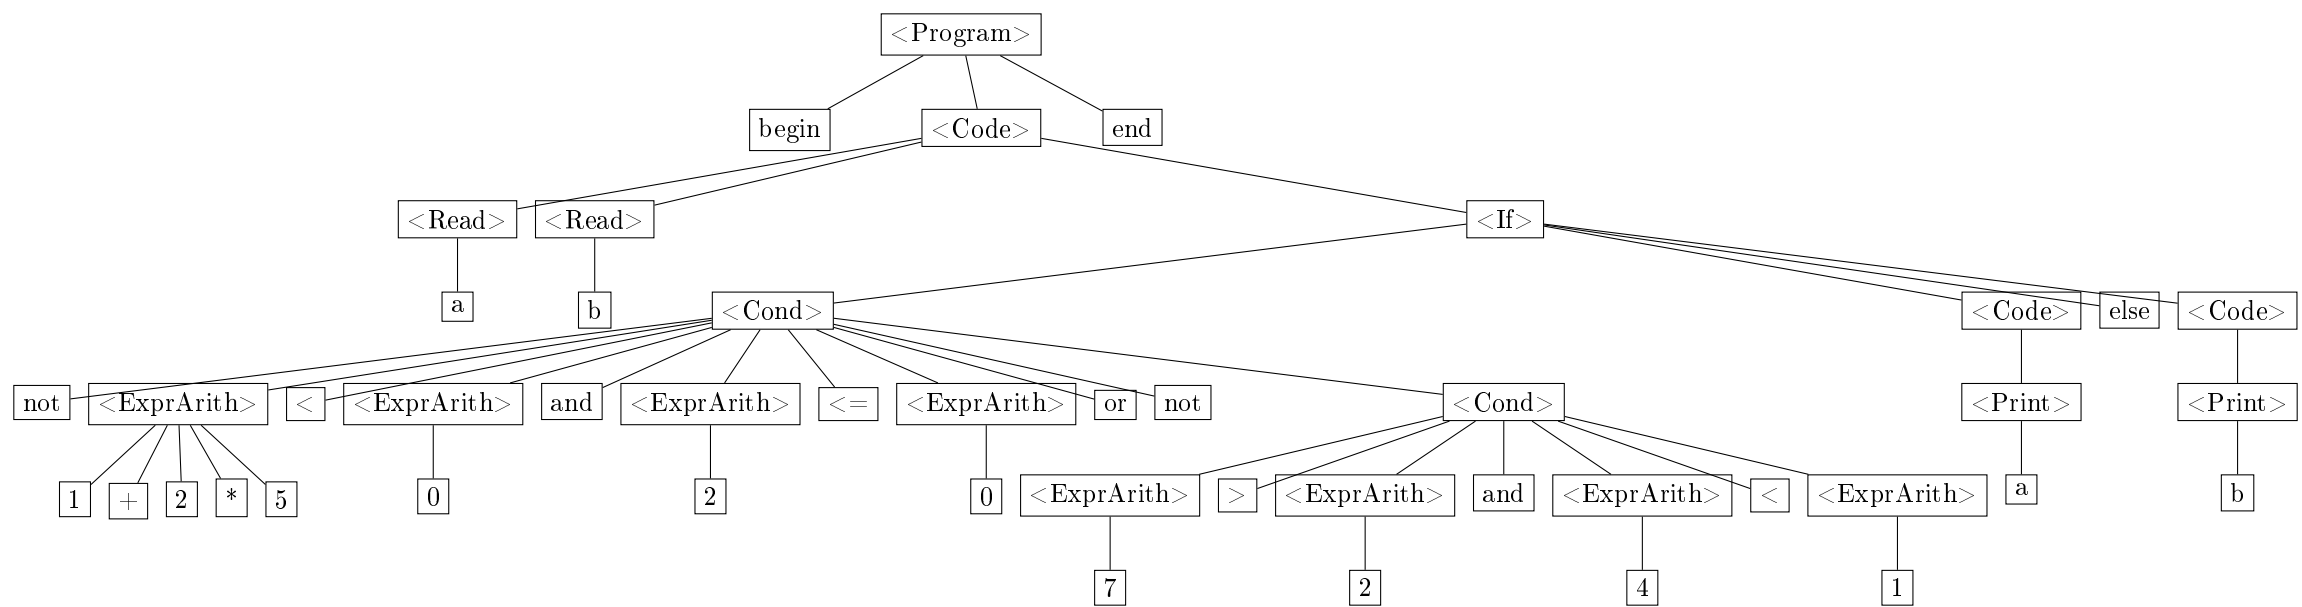 <Program>
begin <Code> end
<Read> <Read> <If>
a b <Cond> <Code> else <Code>
not <ExprArith> < <ExprArith> and <ExprArith> <= <ExprArith> or not <Cond> <Print> <Print>
1 + 2 * 5 0 2 0 <ExprArith> > <ExprArith> and <ExprArith> < <ExprArith> a b
7 2 4 1